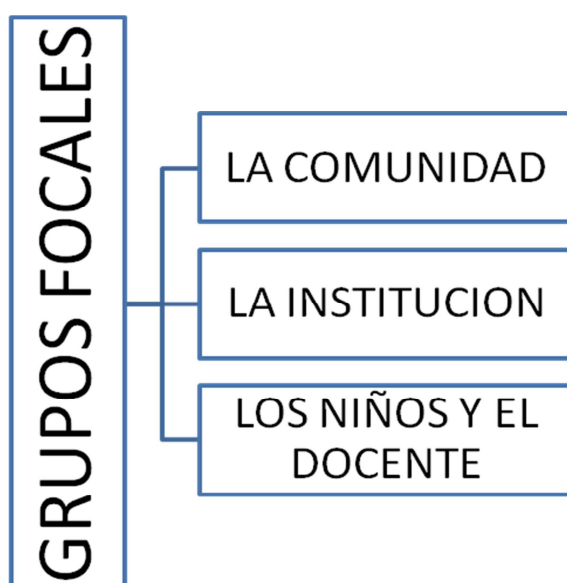 GRUPOS FOCALES
LA COMUNIDAD
LA INSTITUCION
LOS NIÑOS Y EL
DOCENTE